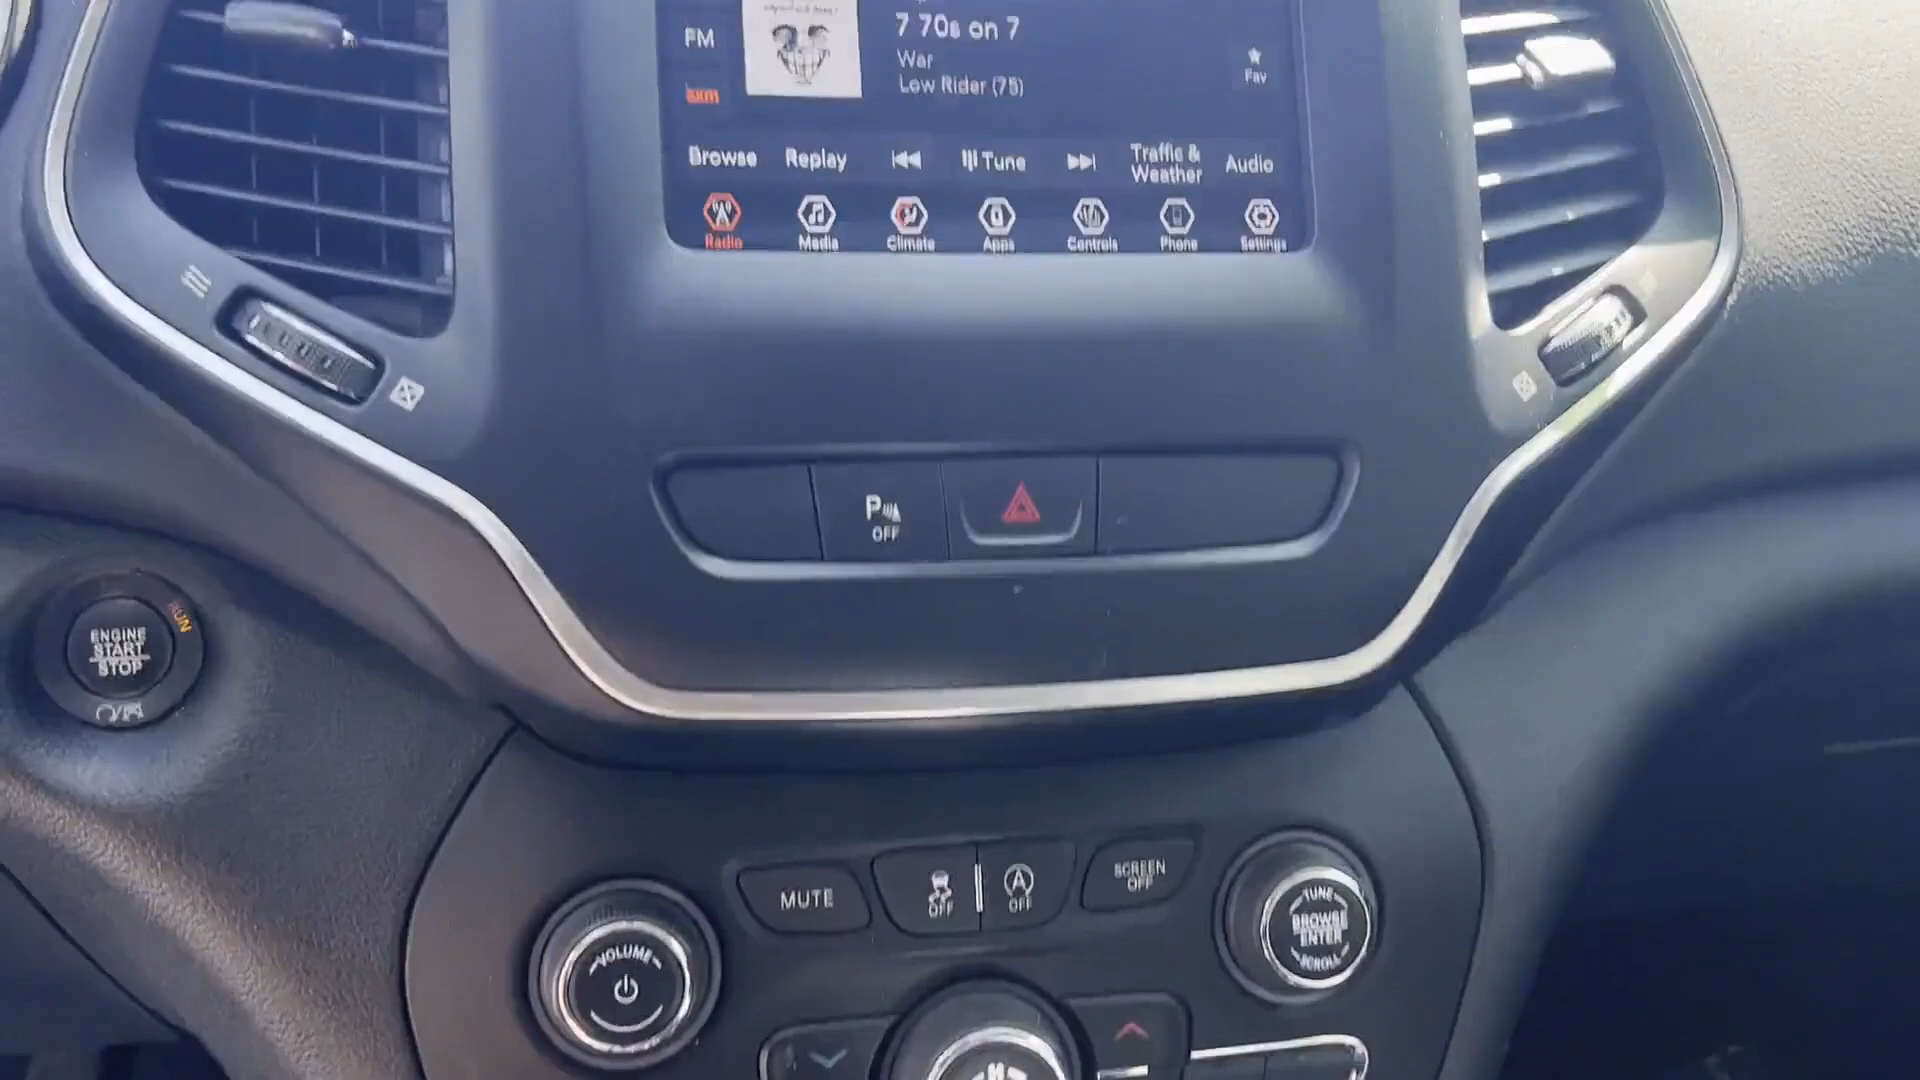 FM
7 70s on 7
War
Low Rider (75)
Fav
sxm
Browse
Replay
Tune
Traffic &
Weather
Audio
Radio
Media
Climate
Apps
Controls
Phone
Settings
P
OFF
RUN
ENGINE
START
STOP
MUTE
OFF
A
OFF
SCREEN
OFF
VOLUME
TUNE
BROWSE
ENTER
SCROLL